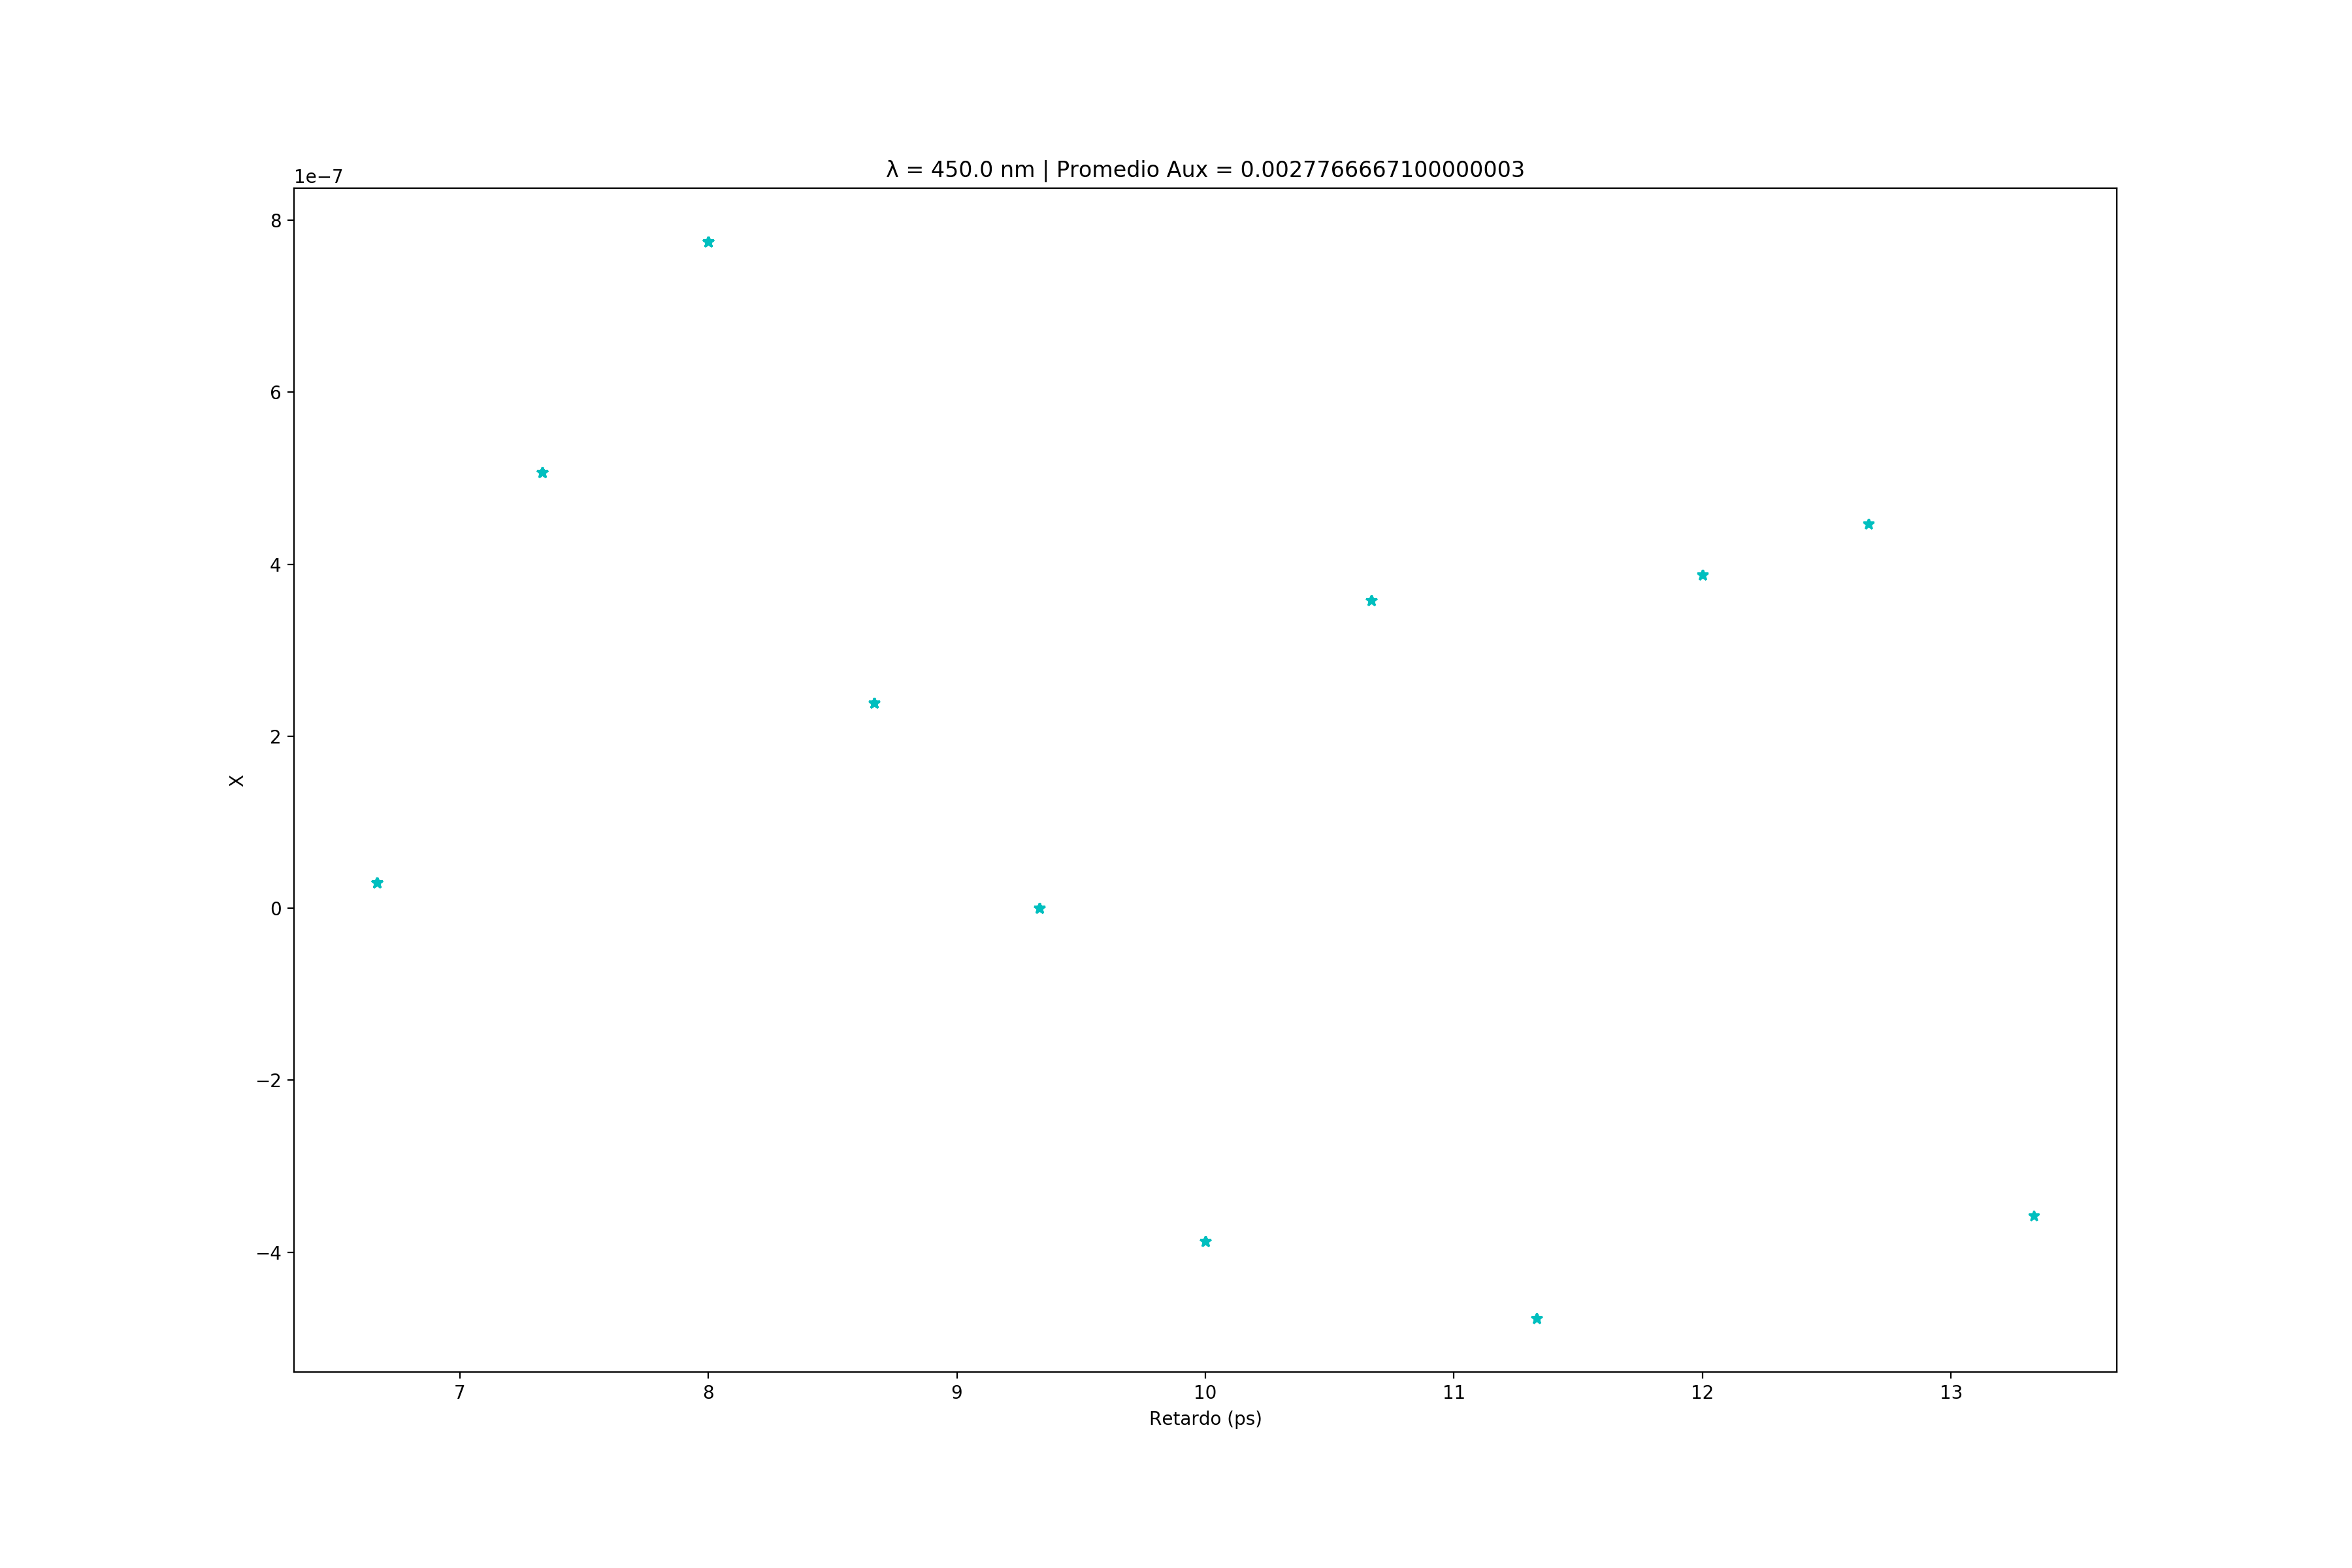 λ = 450.0 nm | Promedio Aux = 0.0027766667100000003
1e−7
8
6
4
2
0
−2
−4
X
7 8 9 10 11 12 13
Retardo (ps)